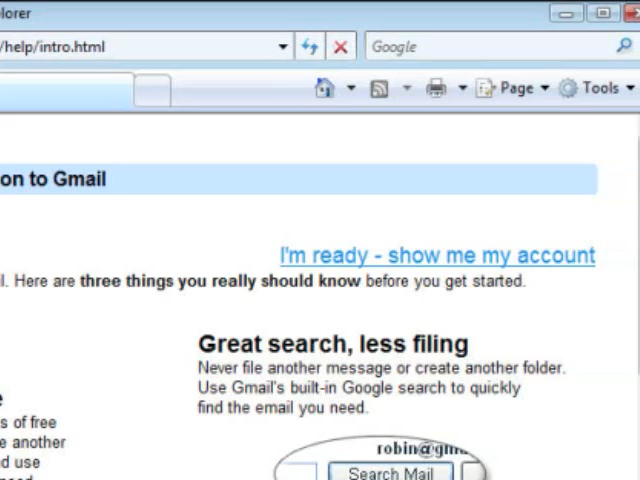 lorer
/help/intro.html
Google
Page
Tools
on to Gmail
I'm ready - show me my account
l. Here are three things you really should know before you get started.
Great search, less filing
Never file another message or create another folder.
Use Gmail's built-in Google search to quickly
find the email you need.
e
s of free
e another
d use
robin@gma
Search Mail